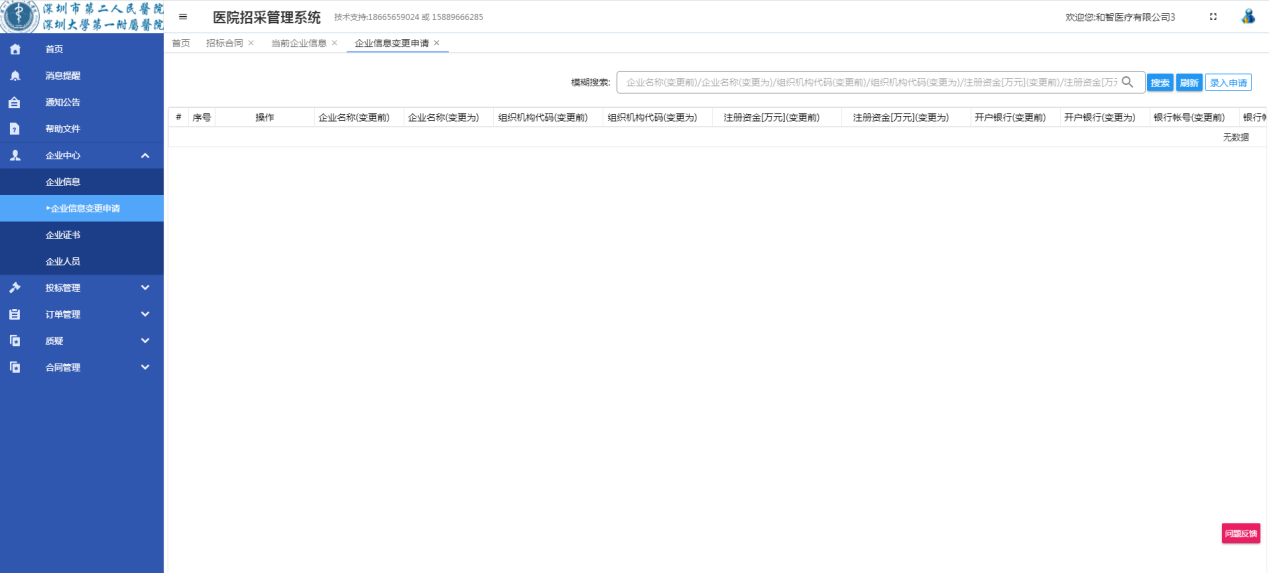 深圳市第二人民醫院
深圳大學第一附屬醫院
医院招采管理系统 技术支持:18665659024 或 15889666285 欢迎您:和智医疗有限公司3
首页 招标合同 × 当前企业信息 × 企业信息变更申请 ×
首页
消息提醒
通知公告
帮助文件
企业中心
企业信息
企业信息变更申请
企业证书
企业人员
投标管理
订单管理
质疑
合同管理
模糊搜索: 企业名称(变更前)/企业名称(变更为)/组织机构代码(变更前)/组织机构代码(变更为)/注册资金[万元](变更前)/注册资金[万 搜索 刷新 录入申请
# 序号 操作 企业名称(变更前) 企业名称(变更为) 组织机构代码(变更前) 组织机构代码(变更为) 注册资金[万元](变更前) 注册资金[万元](变更为) 开户银行(变更前) 开户银行(变更为) 银行帐号(变更前) 银行
无数据
问题反馈